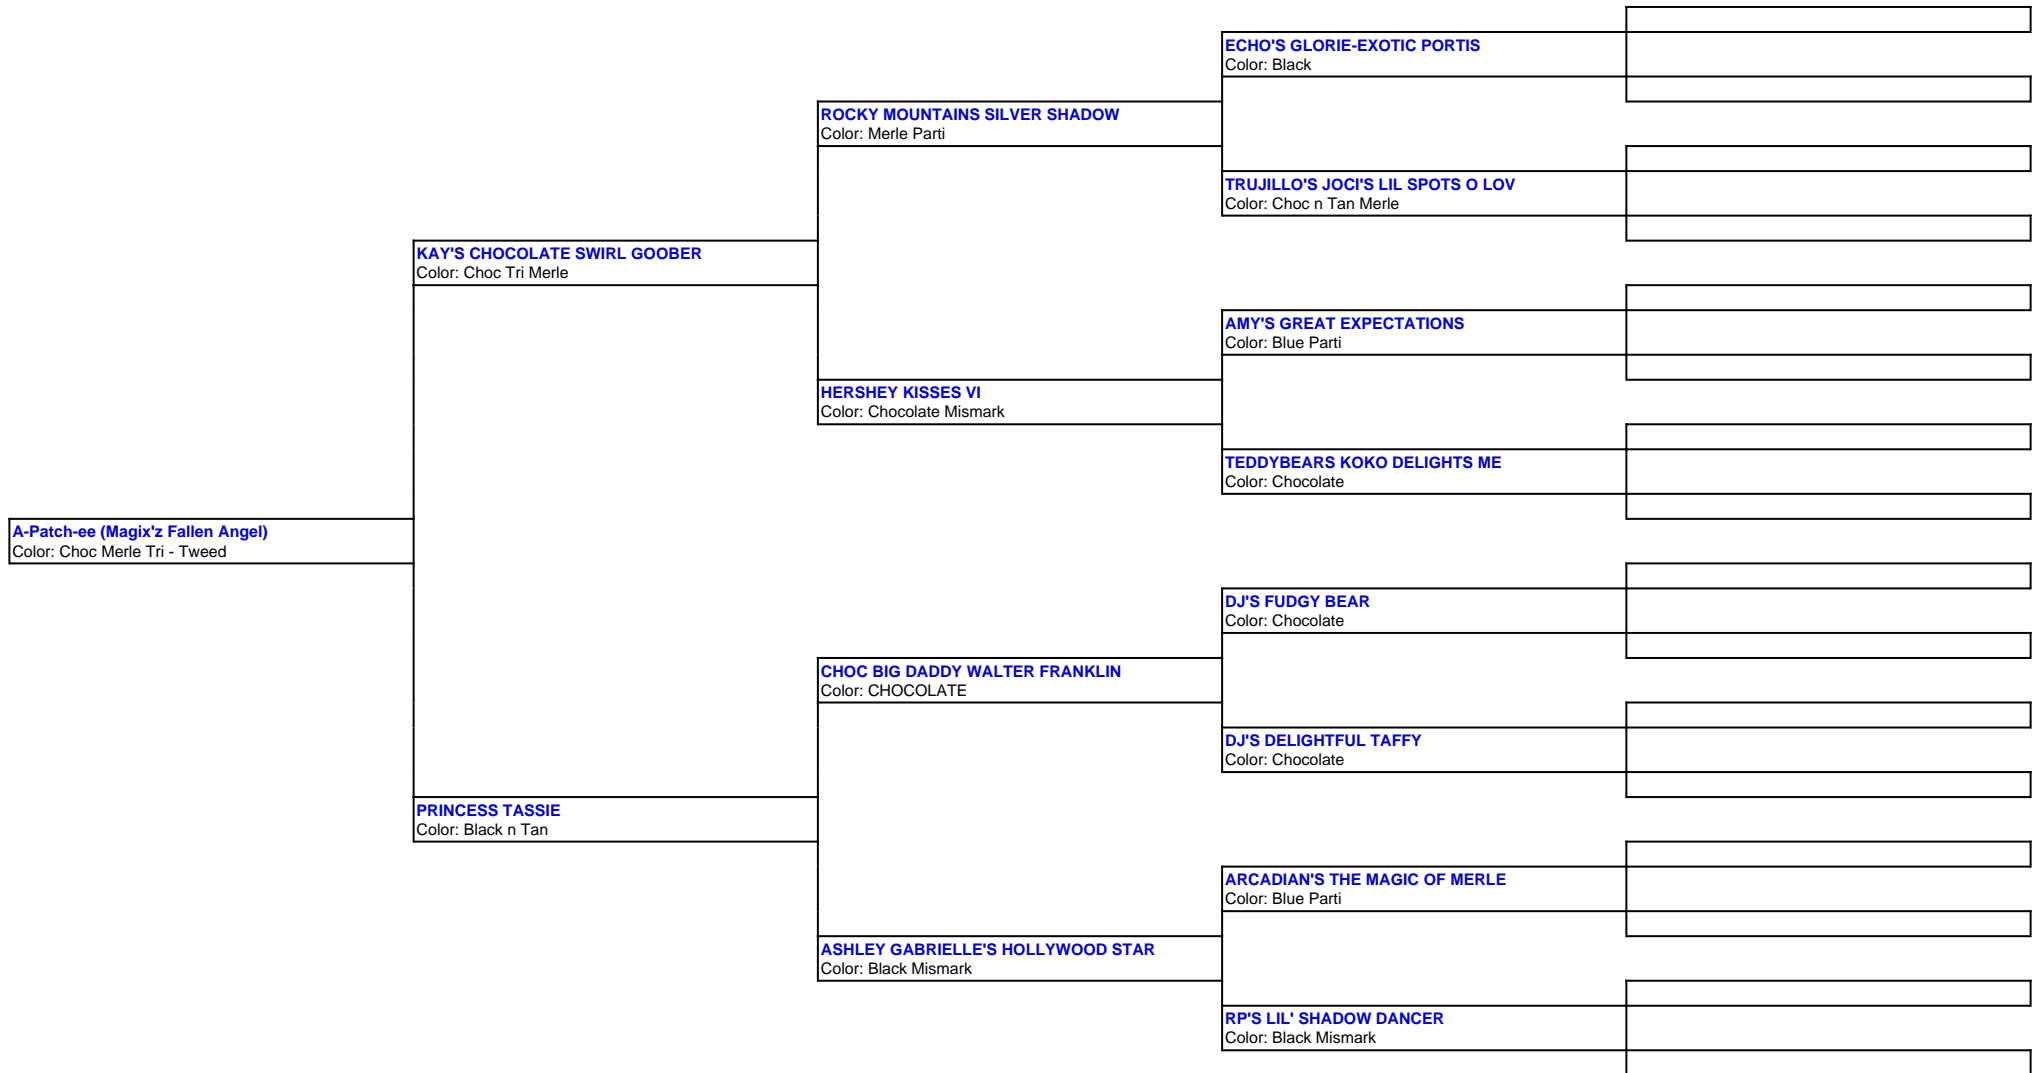 ECHO'S GLORIE-EXOTIC PORTIS
Color: Black
ROCKY MOUNTAINS SILVER SHADOW
Color: Merle Parti
TRUJILLO'S JOCI'S LIL SPOTS O LOV
Color: Choc n Tan Merle
KAY'S CHOCOLATE SWIRL GOOBER
Color: Choc Tri Merle
AMY'S GREAT EXPECTATIONS
Color: Blue Parti
HERSHEY KISSES VI
Color: Chocolate Mismark
TEDDYBEARS KOKO DELIGHTS ME
Color: Chocolate
A-Patch-ee (Magix'z Fallen Angel)
Color: Choc Merle Tri - Tweed
DJ'S FUDGY BEAR
Color: Chocolate
CHOC BIG DADDY WALTER FRANKLIN
Color: CHOCOLATE
DJ'S DELIGHTFUL TAFFY
Color: Chocolate
PRINCESS TASSIE
Color: Black n Tan
ARCADIAN'S THE MAGIC OF MERLE
Color: Blue Parti
ASHLEY GABRIELLE'S HOLLYWOOD STAR
Color: Black Mismark
RP'S LIL' SHADOW DANCER
Color: Black Mismark